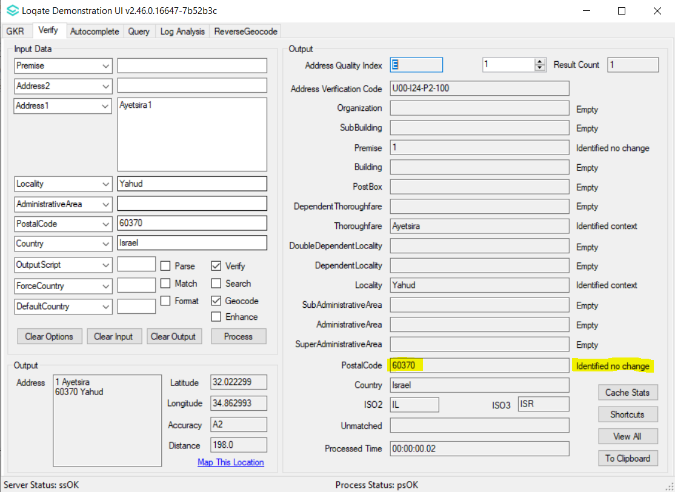 Loqate Demonstration UI v2.46.0.16647-7b52b3c
GKR Verify Autocomplete Query Log Analysis ReverseGeocode
Input Data
Premise
Address2
Address1 Ayetsira1
Locality Yahud
AdministrativeArea
PostalCode 60370
Country Israel
OutputScript Parse Verify
ForceCountry Match Search
DefaultCountry Format Geocode
Enhance
Clear Options Clear Input Clear Output Process
Output
Address 1 Ayetsira
60370 Yahud
Latitude 32.022299
Longitude 34.862993
Accuracy A2
Distance 198.0
Map This Location
Output
Address Quality Index E 1 Result Count 1
Address Verification Code U00-I24-P2-100
Organization Empty
SubBuilding Empty
Premise 1 Identified no change
Building Empty
PostBox Empty
DependentThoroughfare Empty
Thoroughfare Ayetsira Identified context
DoubleDependentLocality Empty
DependentLocality Empty
Locality Yahud Identified context
SubAdministrativeArea Empty
AdministrativeArea Empty
SuperAdministrativeArea Empty
PostalCode 60370 Identified no change
Country Israel
ISO2 IL ISO3 ISR
Unmatched
Processed Time 00:00:00.02
Cache Stats
Shortcuts
View All
To Clipboard
Server Status: ssOK Process Status: psOK